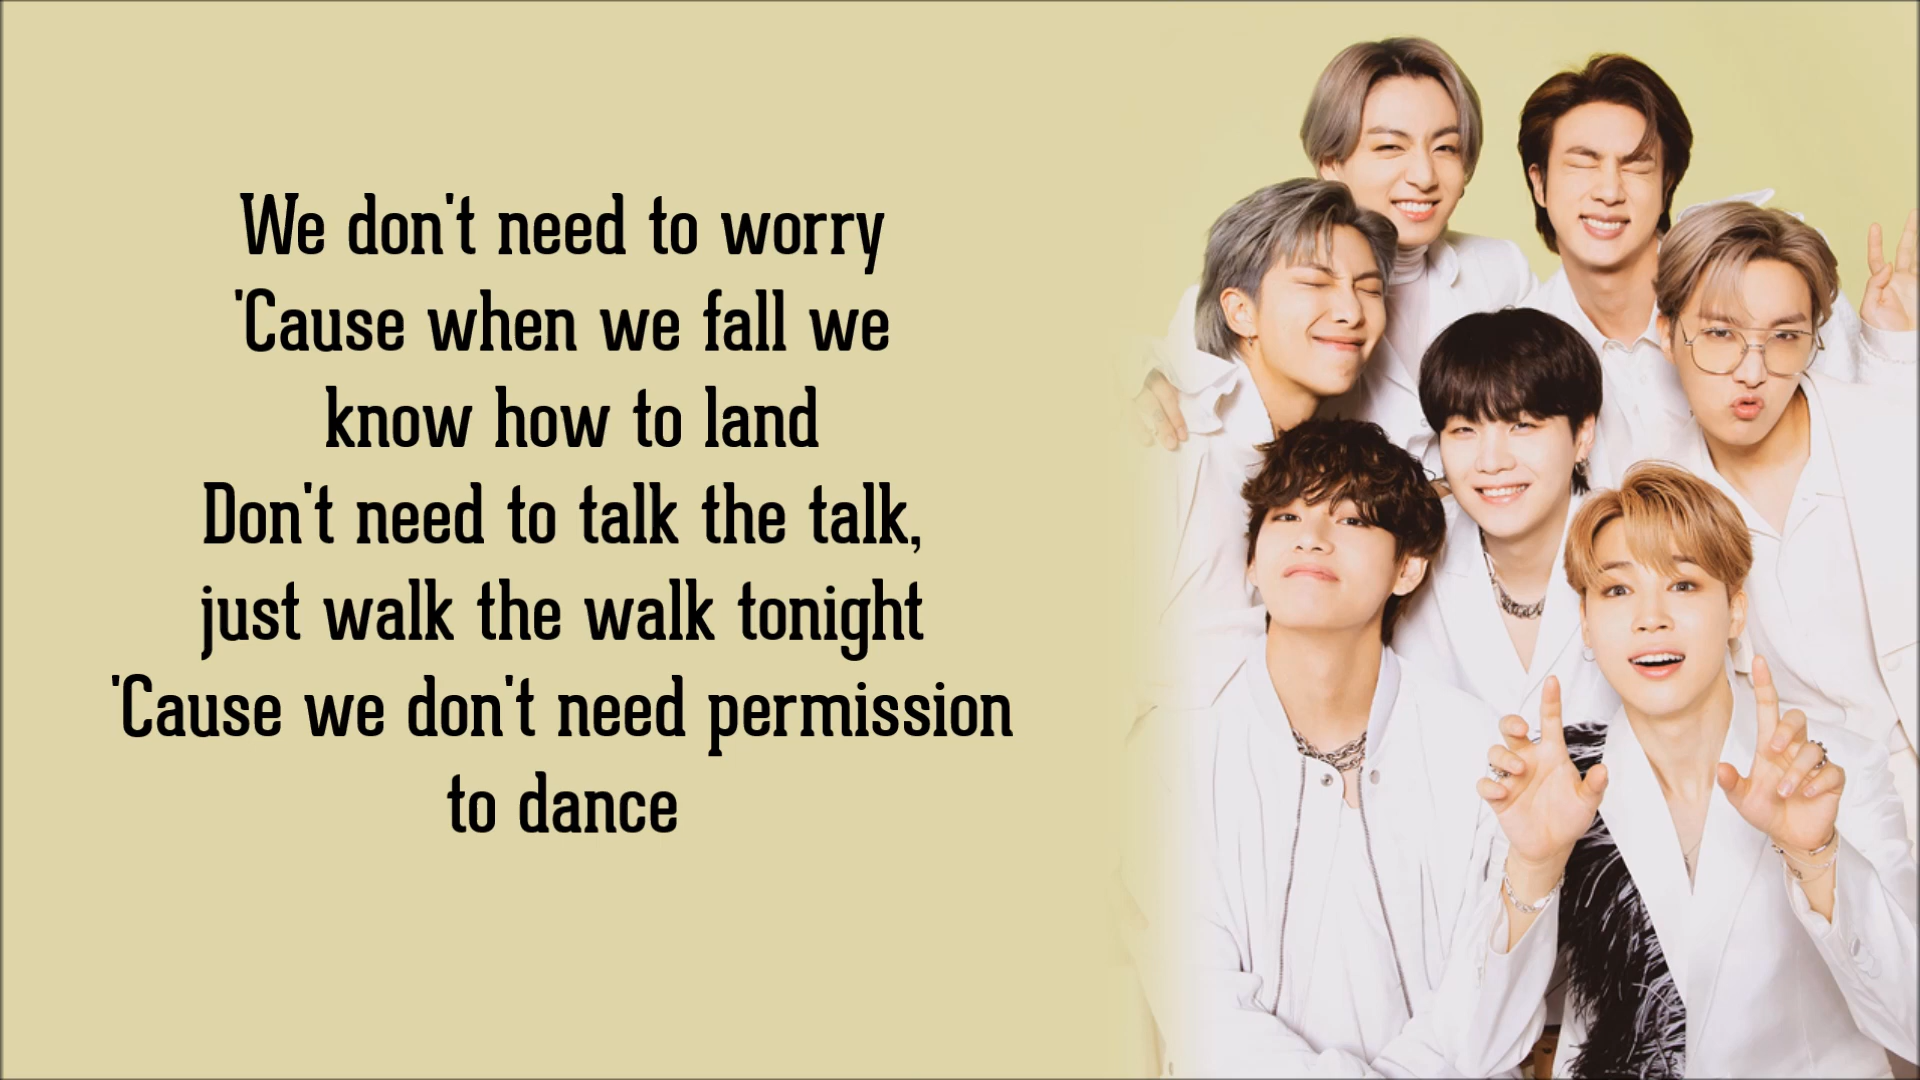 We don't need to worry
'Cause when we fall we
know how to land
Don't need to talk the talk,
just walk the walk tonight
'Cause we don't need permission
to dance